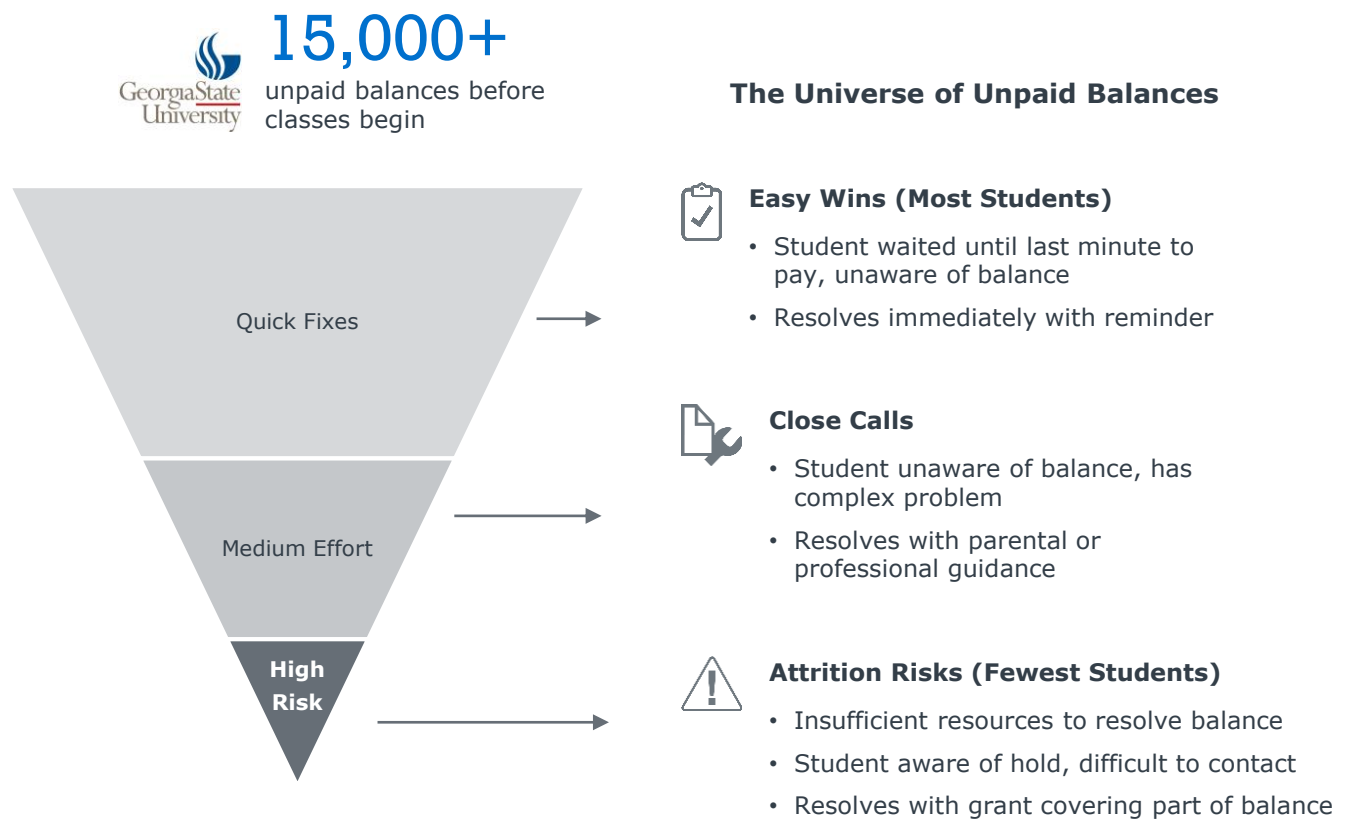 15,000+
GeorgiaState
University
unpaid balances before
classes begin
The Universe of Unpaid Balances
Quick Fixes
Easy Wins (Most Students)
• Student waited until last minute to
pay, unaware of balance
• Resolves immediately with reminder
Medium Effort
Close Calls
• Student unaware of balance, has
complex problem
• Resolves with parental or
professional guidance
High
Risk
Attrition Risks (Fewest Students)
• Insufficient resources to resolve balance
• Student aware of hold, difficult to contact
• Resolves with grant covering part of balance